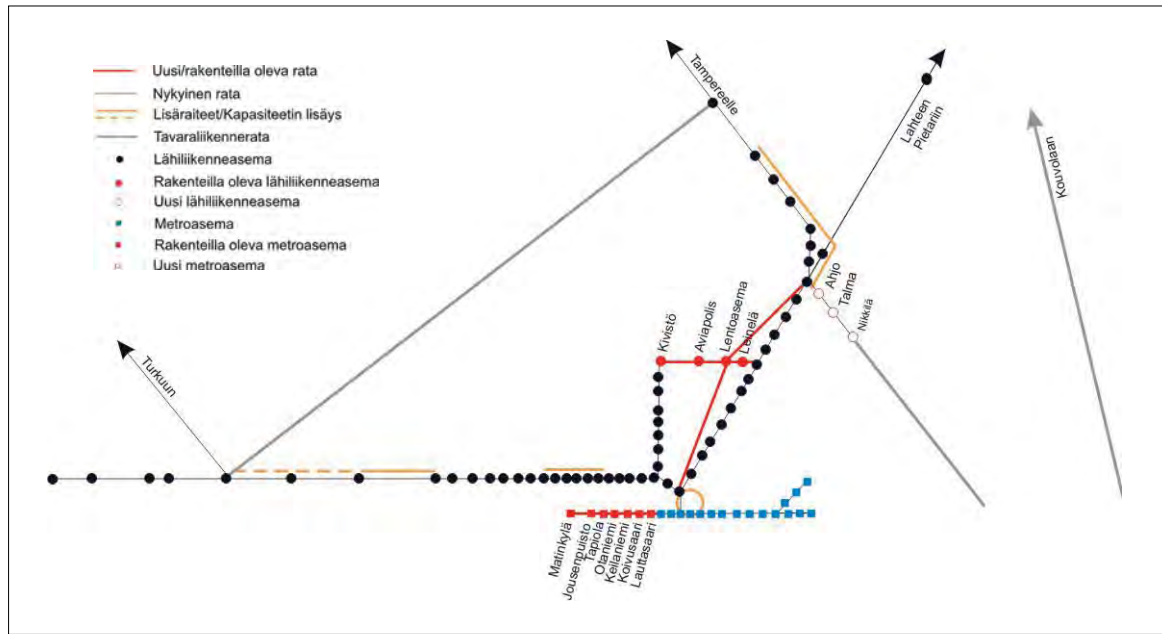 Uusi/rakenteilla oleva rata
Nykyinen rata
Lisäraiteet/Kapasiteetin lisäys
Tavaraliikennerata
Lähiliikenneasema
Rakenteilla oleva lähiliikenneasema
Uusi lähiliikenneasema
Metroasema
Rakenteilla oleva metroasema
Uusi metroasema
Tampereelle
Lahteen
Pietariin
Kouvolaan
Turkuun
Ahjo
Talma
Nikkilä
Kivistö
Aviapolis
Lentoasema
Leinelä
Matinkylä
Jousenpuisto
Tapiola
Otaniemi
Keilaniemi
Koivusaari
Lauttasaari